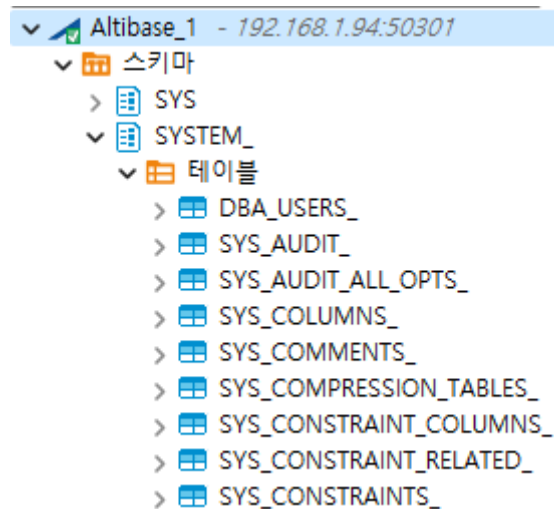 Altibase_1 - 192.168.1.94:50301
스키마
SYS
SYSTEM_
테이블
DBA_USERS_
SYS_AUDIT_
SYS_AUDIT_ALL_OPTS_
SYS_COLUMNS_
SYS_COMMENTS_
SYS_COMPRESSION_TABLES_
SYS_CONSTRAINT_COLUMNS_
SYS_CONSTRAINT_RELATED_
SYS_CONSTRAINTS_